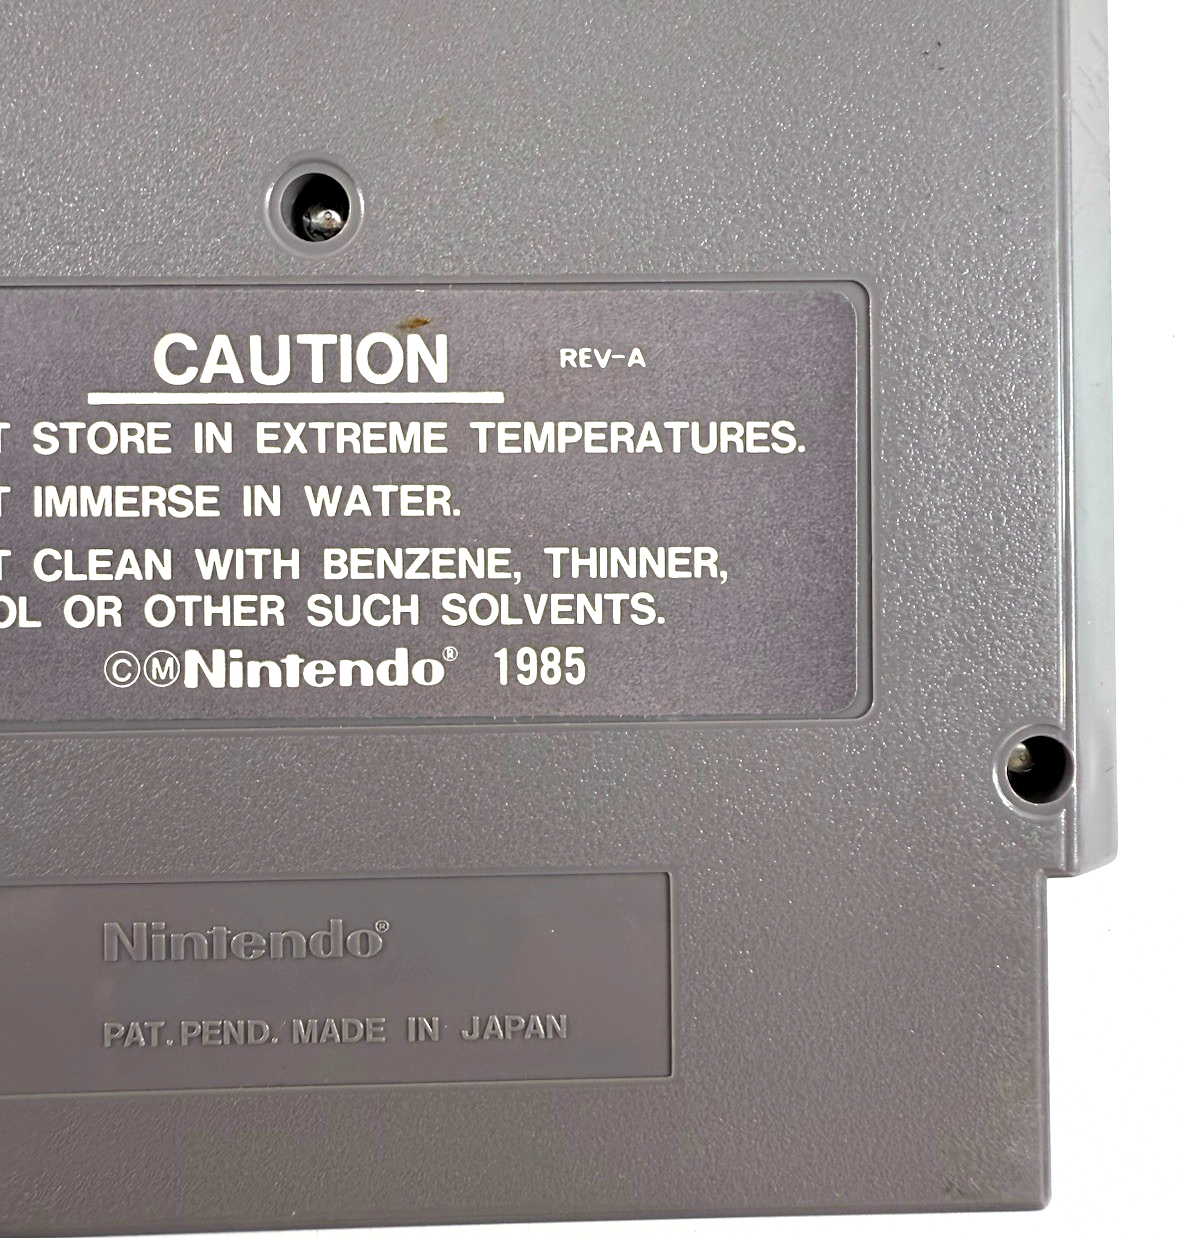 CAUTION REV-A
T STORE IN EXTREME TEMPERATURES.
T IMMERSE IN WATER.
T CLEAN WITH BENZENE, THINNER,
OL OR OTHER SUCH SOLVENTS.
©ⓂNintendo® 1985
Nintendo®
PAT. PEND. MADE IN JAPAN